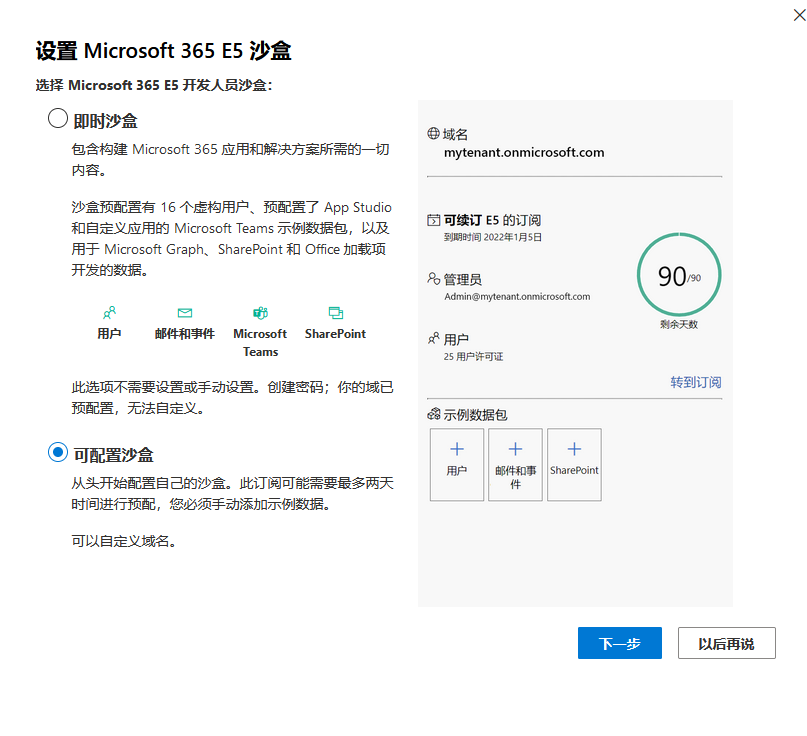 设置 Microsoft 365 E5 沙盒
选择 Microsoft 365 E5 开发人员沙盒：
即时沙盒
包含构建 Microsoft 365 应用和解决方案所需的一切
内容。
沙盒预配置有 16 个虚构用户、预配置了 App Studio
和自定义应用的 Microsoft Teams 示例数据包，以及
用于 Microsoft Graph、SharePoint 和 Office 加载项
开发的数据。
用户
邮件和事件
Microsoft
Teams
SharePoint
此选项不需要设置或手动设置。创建密码；你的域已
预配置，无法自定义。
可配置沙盒
从头开始配置自己的沙盒。此订阅可能需要最多两天
时间进行预配，您必须手动添加示例数据。
可以自定义域名。
域名
mytenant.onmicrosoft.com
可续订 E5 的订阅
到期时间 2022年1月5日
管理员
Admin@mytenant.onmicrosoft.com
90/90
剩余天数
用户
25 用户许可证
转到订阅
示例数据包
用户
邮件和事
件
SharePoint
下一步
以后再说